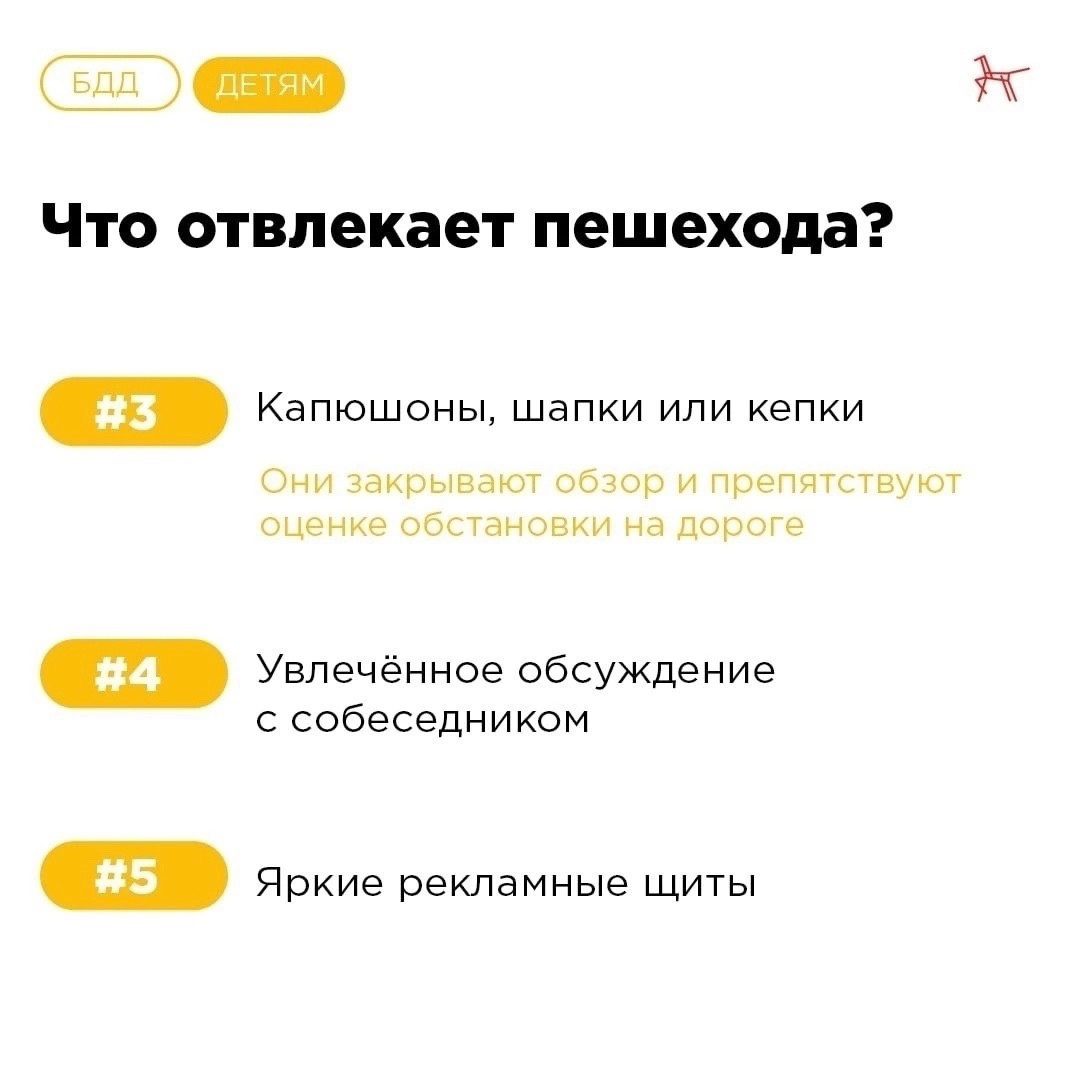 БДД
ДЕТЯМ
Что отвлекает пешехода?
#3
Капюшоны, шапки или кепки
Они закрывают обзор и препятствуют
оценке обстановки на дороге
#4
Увлечённое обсуждение
с собеседником
#5
Яркие рекламные щиты